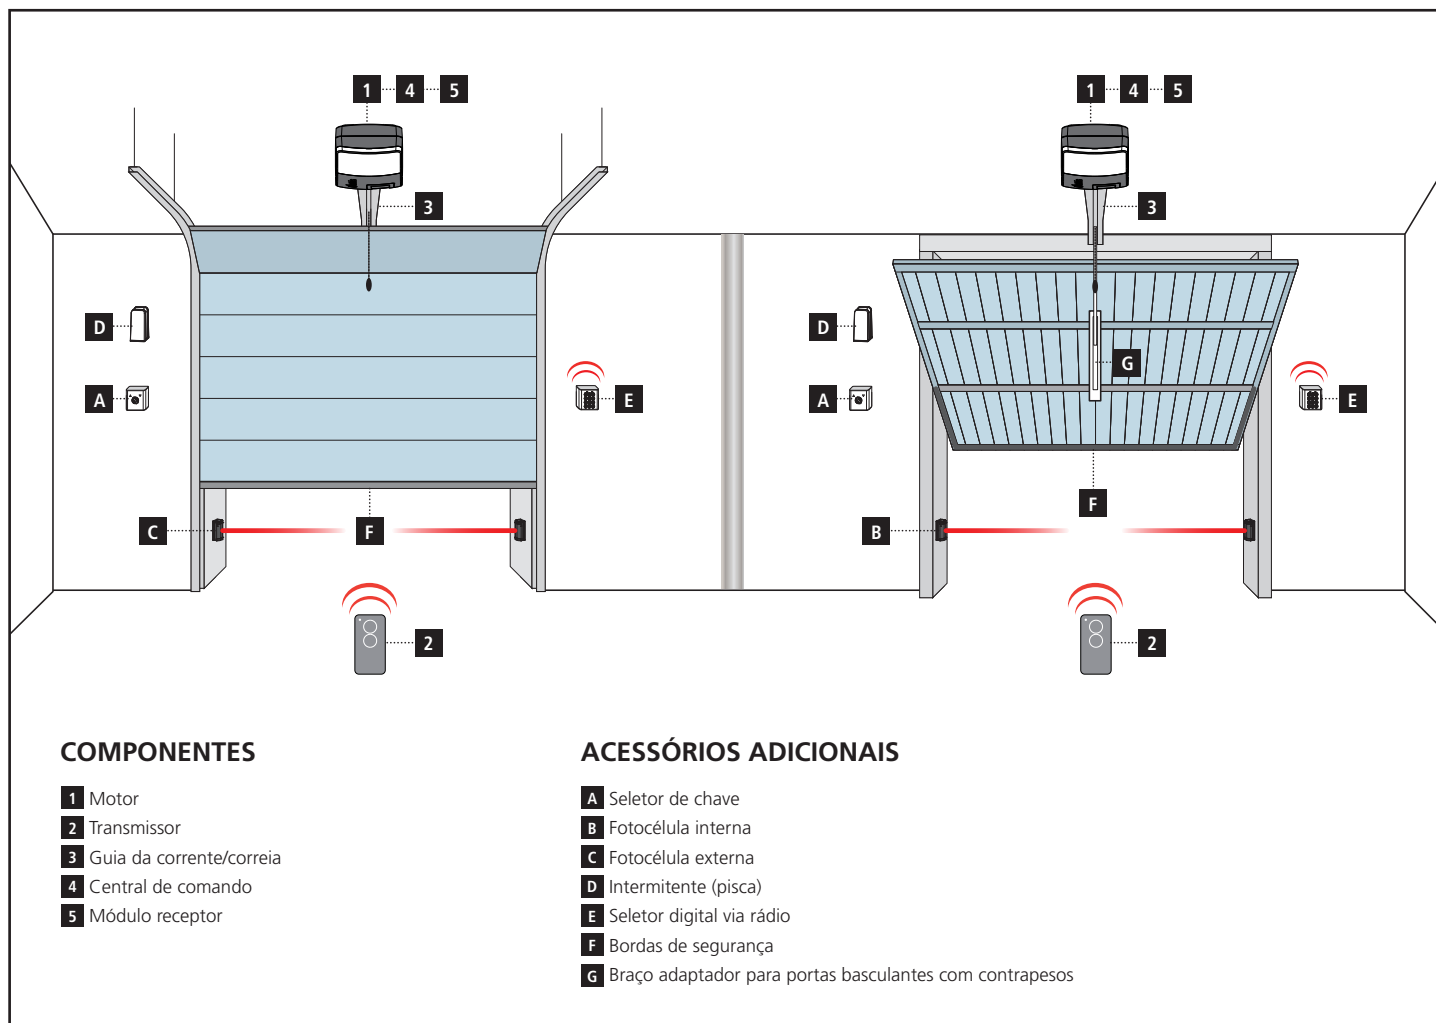 1 4 5
1 4 5
3
3
D
D
G
A
E
A
E
F
C
F
B
2
2
COMPONENTES
1 Motor
2 Transmissor
3 Guia da corrente/correia
4 Central de comando
5 Módulo receptor
ACESSÓRIOS ADICIONAIS
A Seletor de chave
B Fotocélula interna
C Fotocélula externa
D Intermitente (pisca)
E Seletor digital via rádio
F Bordas de segurança
G Braço adaptador para portas basculantes com contrapesos